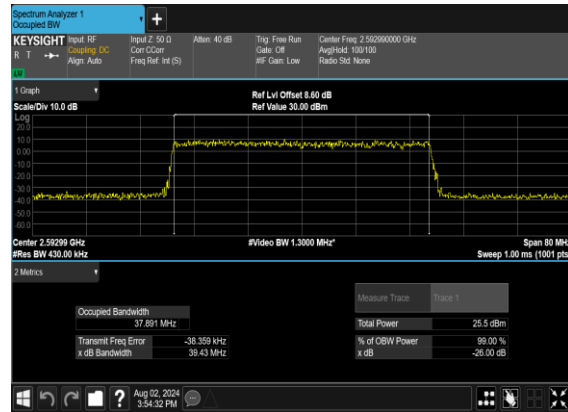 Spectrum Analyzer 1
Occupied BW
+
KEYSIGHT Input: RF Input Z: 50 Ω Atten: 40 dB Trig: Free Run Center Freq: 2.592990000 GHz
R T Coupling: DC Corr CCorr Gate: Off Avg|Hold: 100/100
Align: Auto Freq Ref: Int (S) #IF Gain: Low Radio Std: None
LXI
1 Graph
Ref Lvl Offset 8.60 dB
Scale/Div 10.0 dB Ref Value 30.00 dBm
Log
20.0
10.0
0.00
-10.0
-20.0
-30.0
-40.0
-50.0
-60.0
Center 2.59299 GHz #Video BW 1.3000 MHz* Span 80 MHz
#Res BW 430.00 kHz Sweep 1.00 ms (1001 pts)
2 Metrics
Measure Trace Trace 1
Occupied Bandwidth
37.891 MHz Total Power 25.5 dBm
Transmit Freq Error -38.359 kHz % of OBW Power 99.00 %
x dB Bandwidth 39.43 MHz x dB -26.00 dB
? Aug 02, 2024
3:54:32 PM